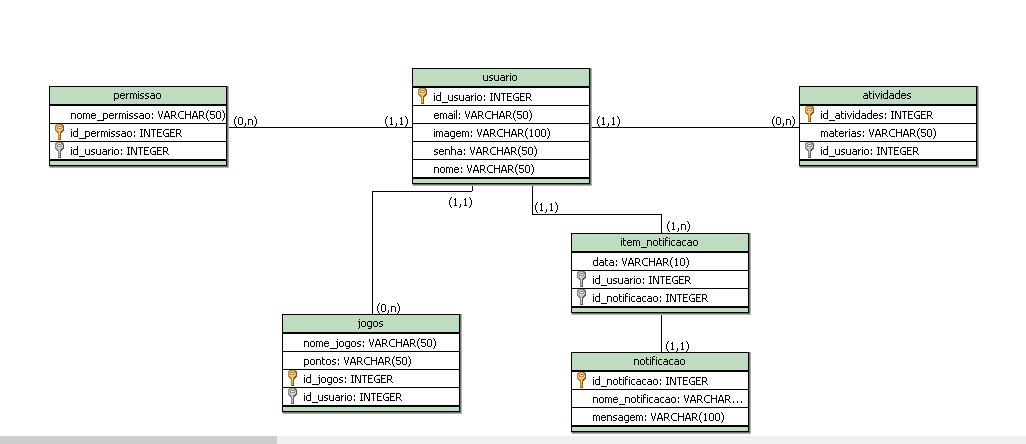 usuario
id_usuario: INTEGER
email: VARCHAR(50)
imagem: VARCHAR(100)
senha: VARCHAR(50)
nome: VARCHAR(50)
permissao
nome_permissao: VARCHAR(50)
id_permissao: INTEGER
id_usuario: INTEGER
(0,n)
(1,1)
(1,1)
(0,n)
atividades
id_atividades: INTEGER
materias: VARCHAR(50)
id_usuario: INTEGER
(1,1)
(1,1)
(1,n)
item_notificacao
data: VARCHAR(10)
id_usuario: INTEGER
id_notificacao: INTEGER
(0,n)
jogos
nome_jogos: VARCHAR(50)
pontos: VARCHAR(50)
id_jogos: INTEGER
id_usuario: INTEGER
(1,1)
notificacao
id_notificacao: INTEGER
nome_notificacao: VARCHAR...
mensagem: VARCHAR(100)